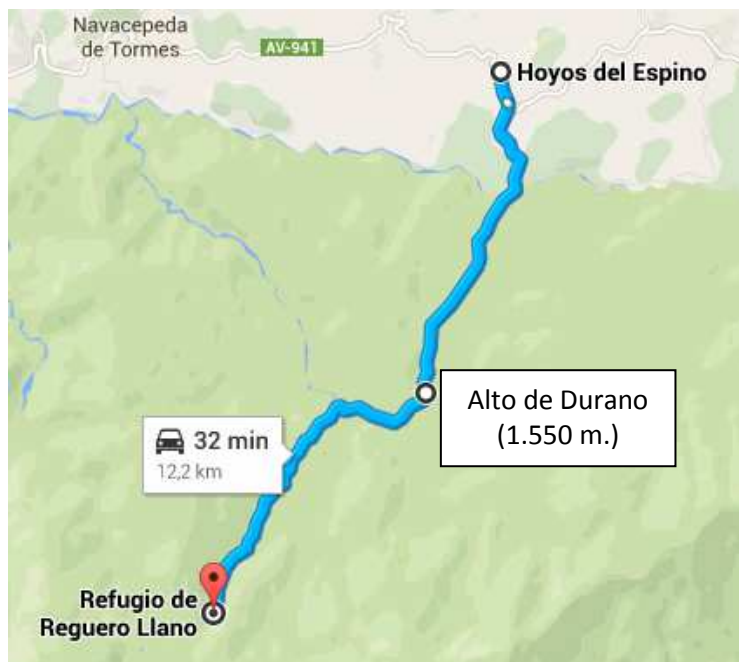 Navacepeda
de Tormes
AV-941
Hoyos del Espino
Alto de Durano
(1.550 m.)
32 min
12,2 km
Refugio de
Reguero Llano